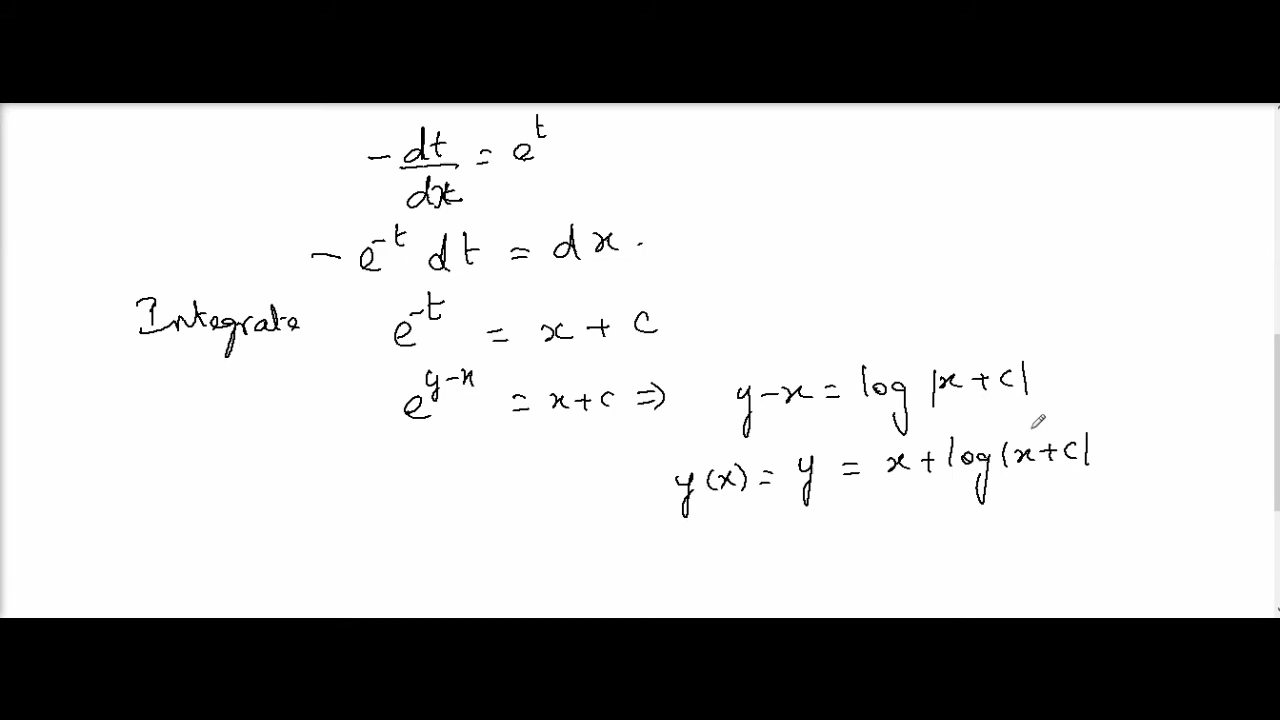 -dt/dx = e^t
-e^-t dt = dx.
Integrate e^-t = x + c
e^y-x = x+c ⇒ y-x = log |x+c|
y(x) = y = x + log|x+c|